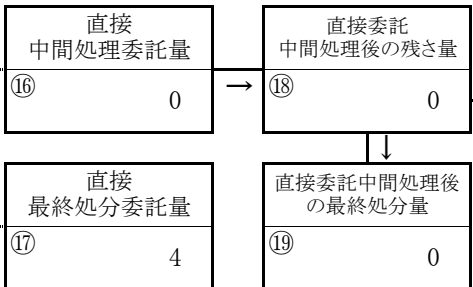 直接
中間処理委託量
⑯
0
→
直接委託
中間処理後の残さ量
⑱
0
↓
直接
最終処分委託量
⑰
4
直接委託中間処理後
の最終処分量
⑲
0